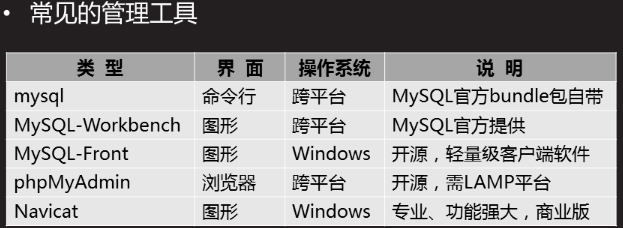 • 常见的管理工具
类 型 界 面 操作系统 说 明
mysql 命令行 跨平台 MySQL官方bundle包自带
MySQL-Workbench 图形 跨平台 MySQL官方提供
MySQL-Front 图形 Windows 开源，轻量级客户端软件
phpMyAdmin 浏览器 跨平台 开源，需LAMP平台
Navicat 图形 Windows 专业、功能强大，商业版